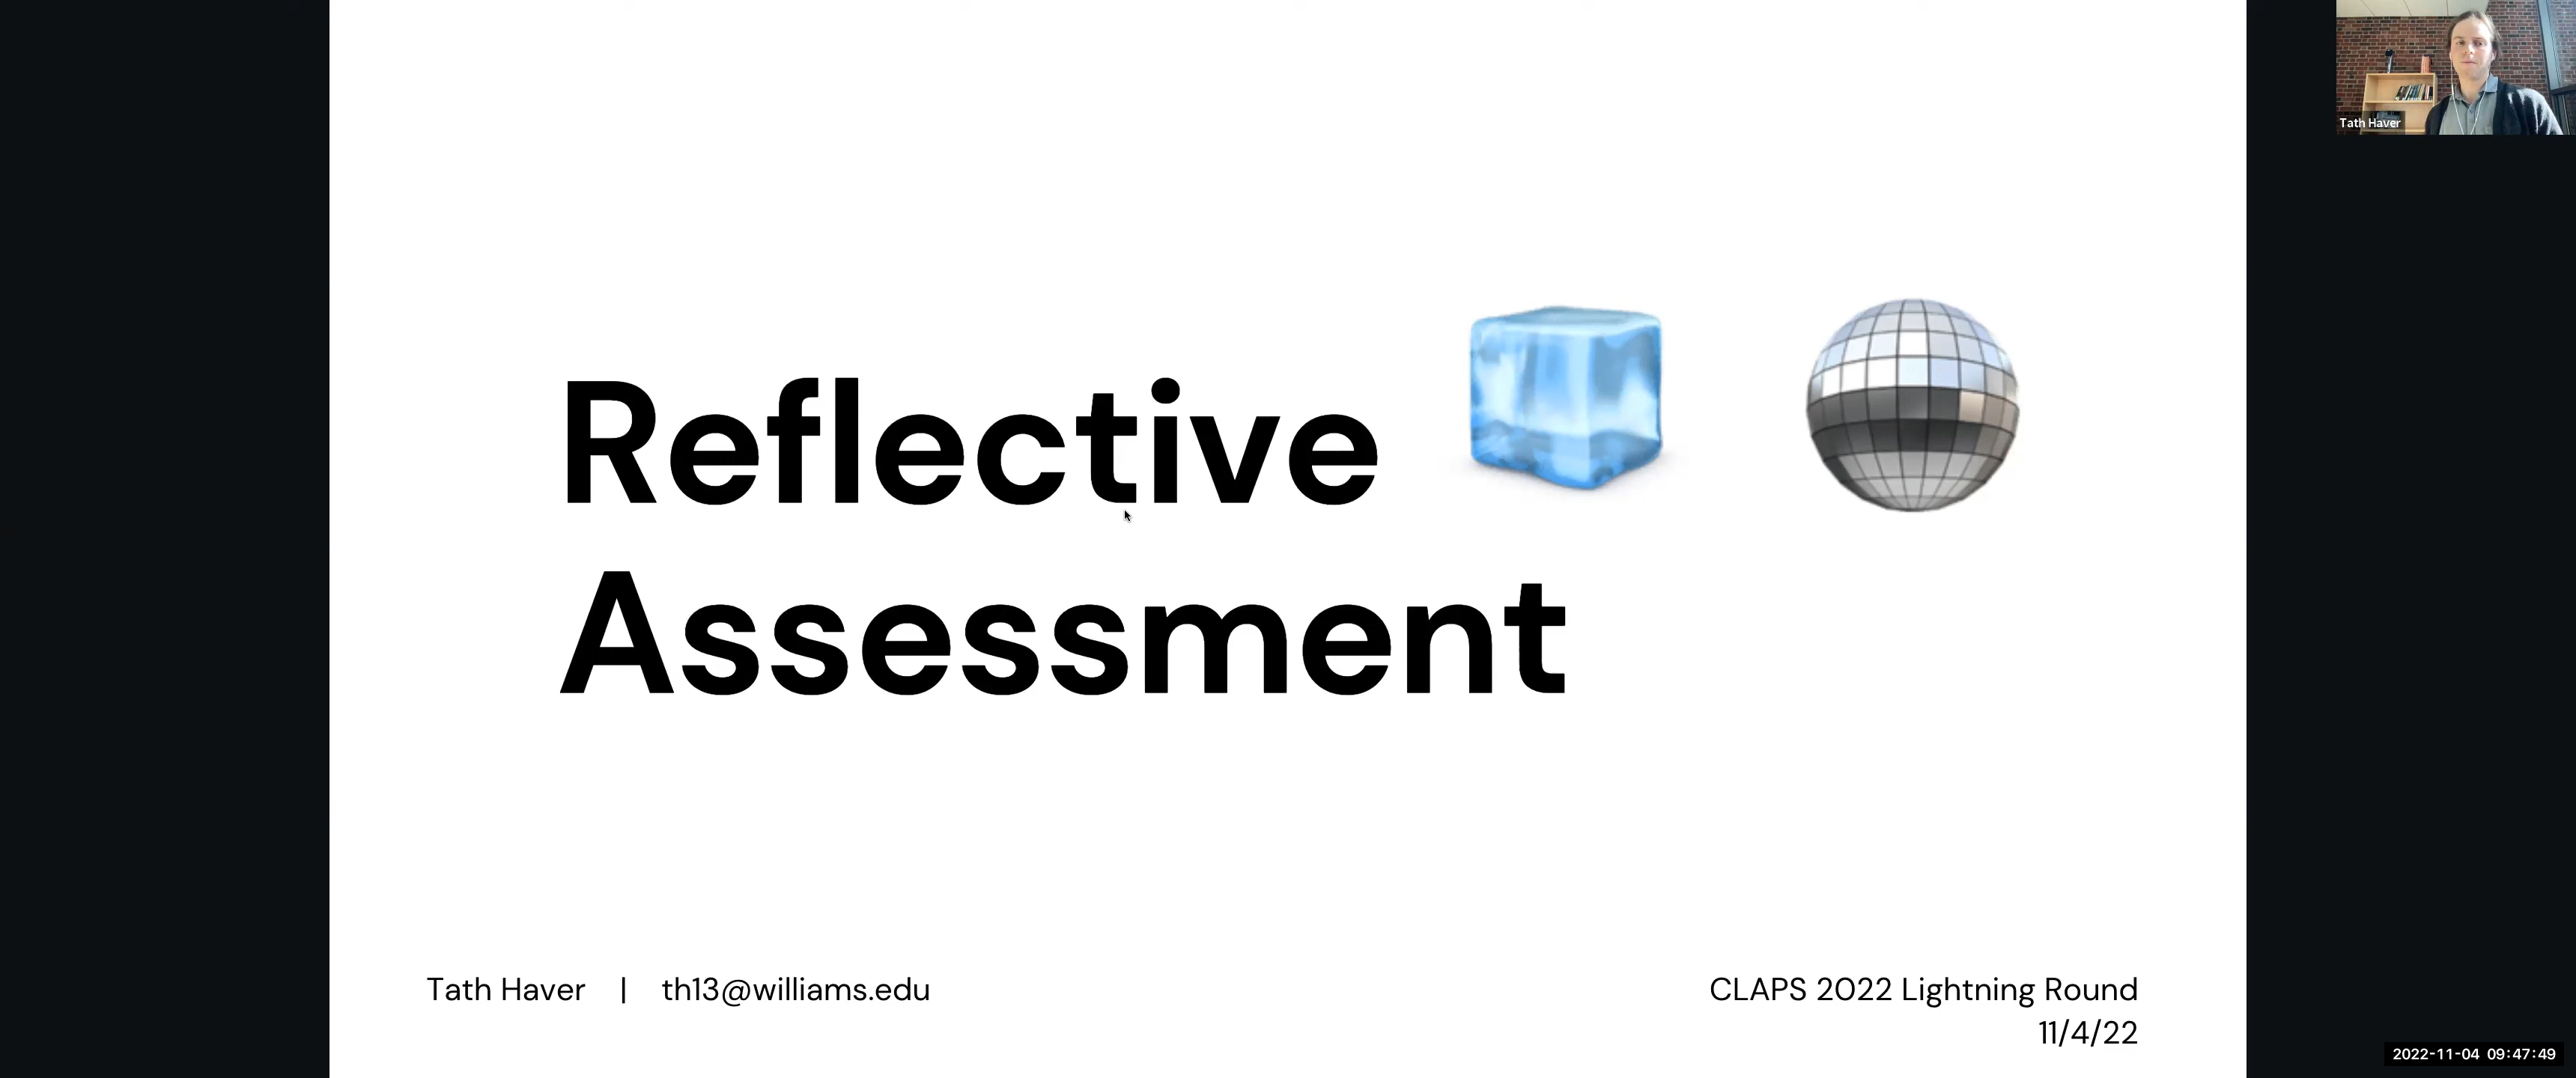 Tath Haver
Reflective
Assessment
Tath Haver | th13@williams.edu
CLAPS 2022 Lightning Round
11/4/22
2022-11-04 09:47:49